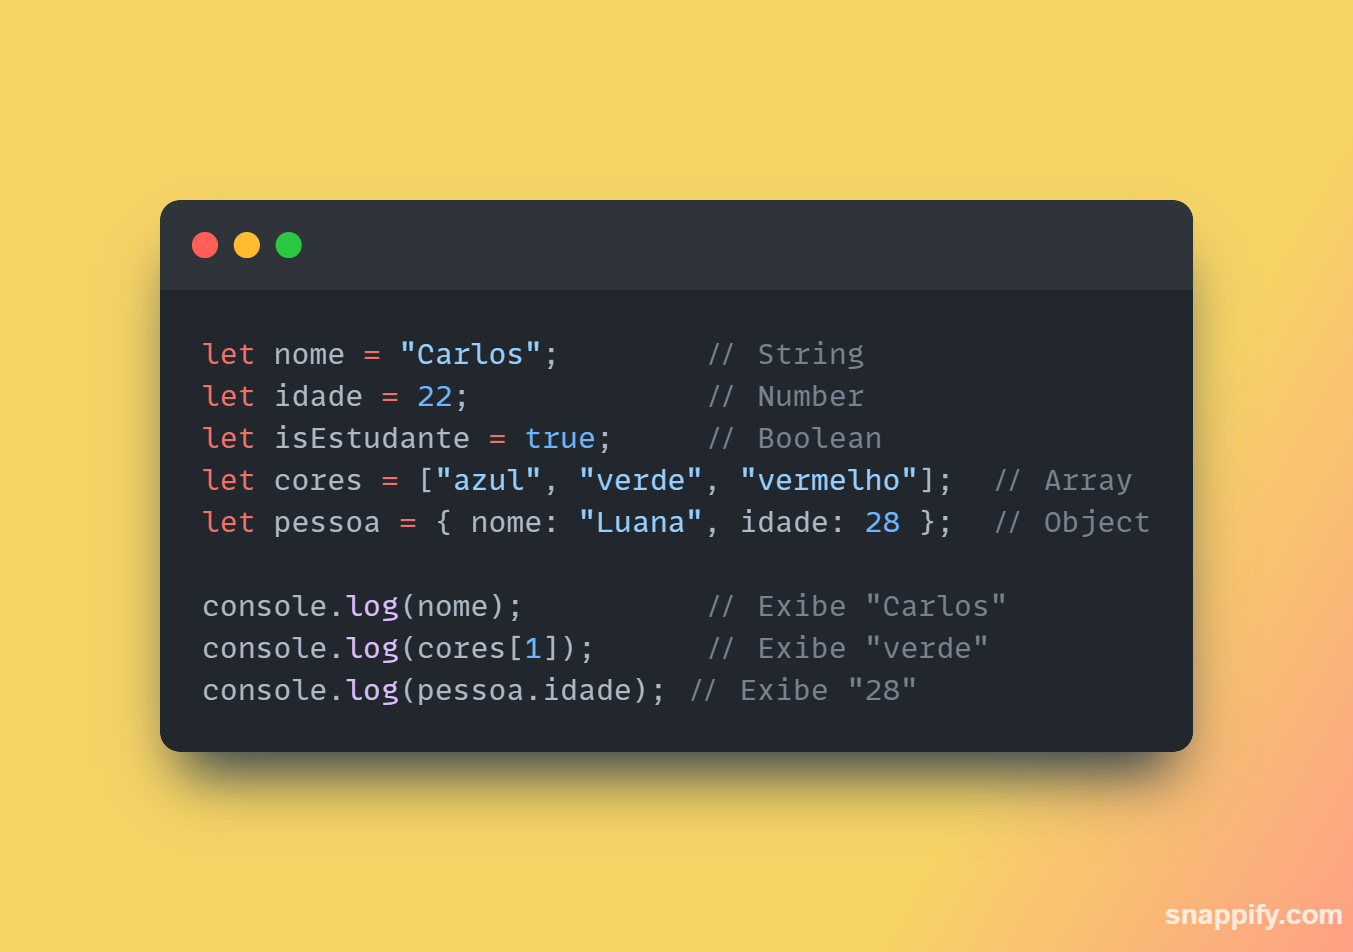 let nome = "Carlos";        // String
let idade = 22;             // Number
let isEstudante = true;     // Boolean
let cores = ["azul", "verde", "vermelho"];  // Array
let pessoa = { nome: "Luana", idade: 28 };  // Object
console.log(nome);          // Exibe "Carlos"
console.log(cores[1]);      // Exibe "verde"
console.log(pessoa.idade); // Exibe "28"
snappify.com